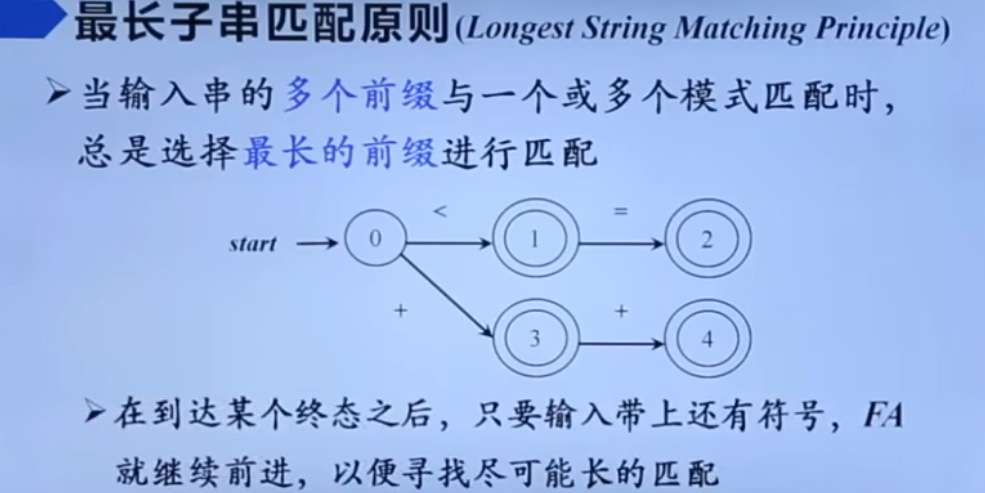 最长子串匹配原则(Longest String Matching Principle)
➢当输入串的多个前缀与一个或多个模式匹配时，
总是选择最长的前缀进行匹配
< =
start 0 1 2
+ +
3 4
➢在到达某个终态之后，只要输入带上还有符号，FA
就继续前进，以便寻找尽可能长的匹配